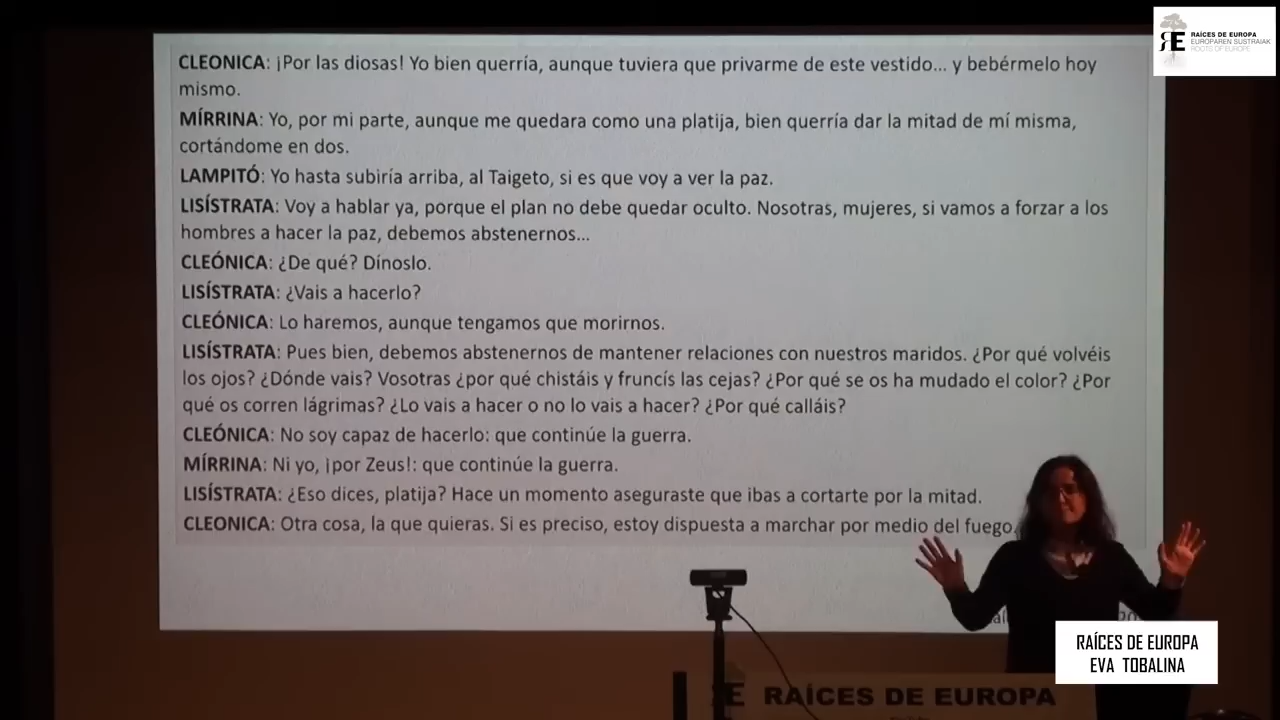 RAÍCES DE EUROPA
EUROPAREN SUSTRAIAK
ROOTS OF EUROPE
CLEONICA: ¡Por las diosas! Yo bien querría, aunque tuviera que privarme de este vestido... y bebérmelo hoy
mismo.
MÍRRINA: Yo, por mi parte, aunque me quedara como una platija, bien querría dar la mitad de mí misma,
cortándome en dos.
LAMPITÓ: Yo hasta subiría arriba, al Taigeto, si es que voy a ver la paz.
LISÍSTRATA: Voy a hablar ya, porque el plan no debe quedar oculto. Nosotras, mujeres, si vamos a forzar a los
hombres a hacer la paz, debemos abstenernos...
CLEÓNICA: ¿De qué? Dínoslo.
LISÍSTRATA: ¿Vais a hacerlo?
CLEÓNICA: Lo haremos, aunque tengamos que morirnos.
LISÍSTRATA: Pues bien, debemos abstenernos de mantener relaciones con nuestros maridos. ¿Por qué volvéis
los ojos? ¿Dónde vais? Vosotras ¿por qué chistáis y fruncís las cejas? ¿Por qué se os ha mudado el color? ¿Por
qué os corren lágrimas? ¿Lo vais a hacer o no lo vais a hacer? ¿Por qué calláis?
CLEÓNICA: No soy capaz de hacerlo: que continúe la guerra.
MÍRRINA: Ni yo, ¡por Zeus!: que continúe la guerra.
LISÍSTRATA: ¿Eso dices, platija? Hace un momento aseguraste que ibas a cortarte por la mitad.
CLEONICA: Otra cosa, la que quieras. Si es preciso, estoy dispuesta a marchar por medio del fuego.
RAÍCES DE EUROPA
EVA TOBALINA
RAÍCES DE EUROPA